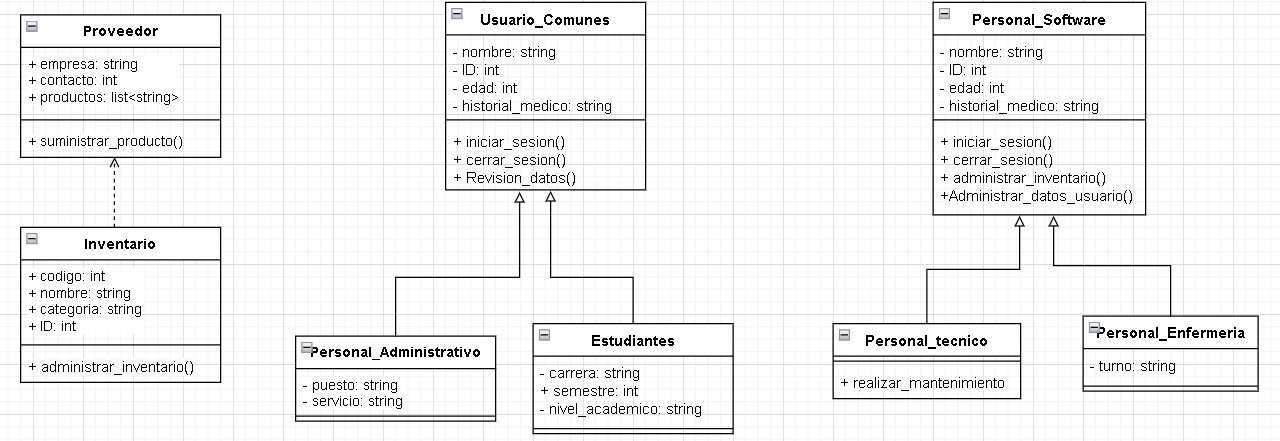 Proveedor
+ empresa: string
+ contacto: int
+ productos: list<string>
+ suministrar_producto()
Inventario
+ codigo: int
+ nombre: string
+ categoria: string
+ ID: int
+ administrar_inventario()
Usuario_Comunes
- nombre: string
- ID: int
- edad: int
- historial_medico: string
+ iniciar_sesion()
+ cerrar_sesion()
+ Revision_datos()
Personal_Administrativo
- puesto: string
- servicio: string
Estudiantes
- carrera: string
+ semestre: int
- nivel_academico: string
Personal_Software
- nombre: string
- ID: int
- edad: int
- historial_medico: string
+ iniciar_sesion()
+ cerrar_sesion()
+ administrar_inventario()
+Administrar_datos_usuario()
Personal_tecnico
+ realizar_mantenimiento
Personal_Enfermeria
- turno: string